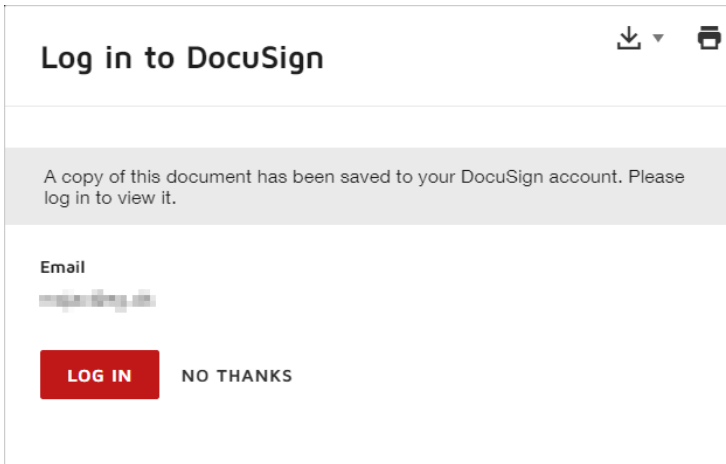 Log in to DocuSign
A copy of this document has been saved to your DocuSign account. Please
log in to view it.
Email
LOG IN NO THANKS